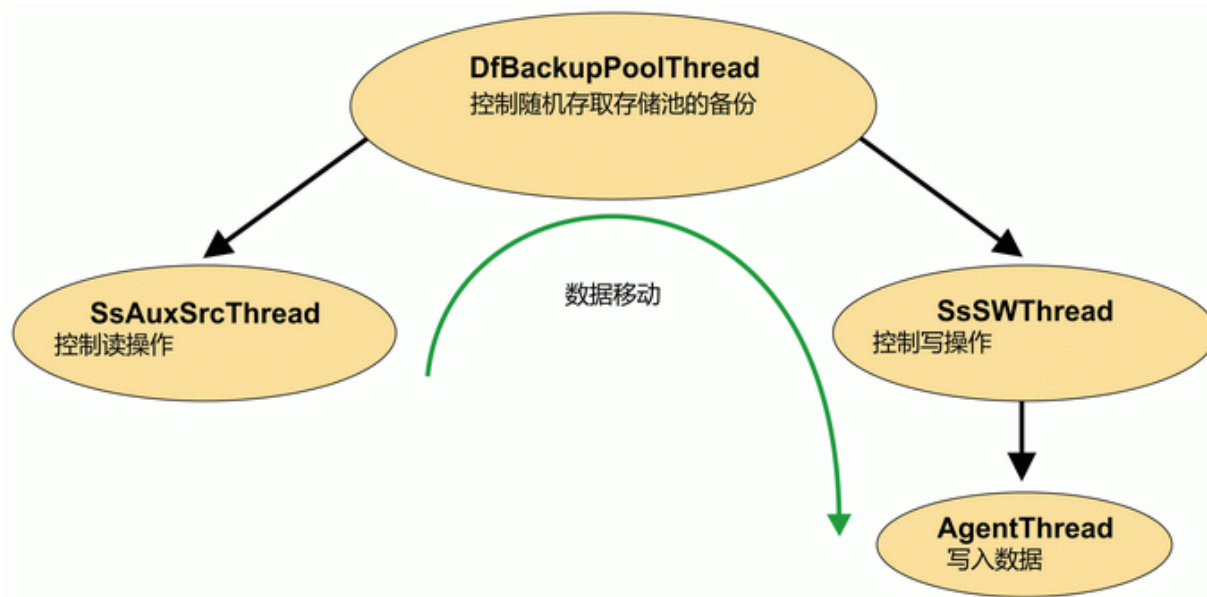 DfBackupPoolThread
控制随机存取存储池的备份
SsAuxSrcThread
控制读操作
数据移动
SsSWThread
控制写操作
AgentThread
写入数据